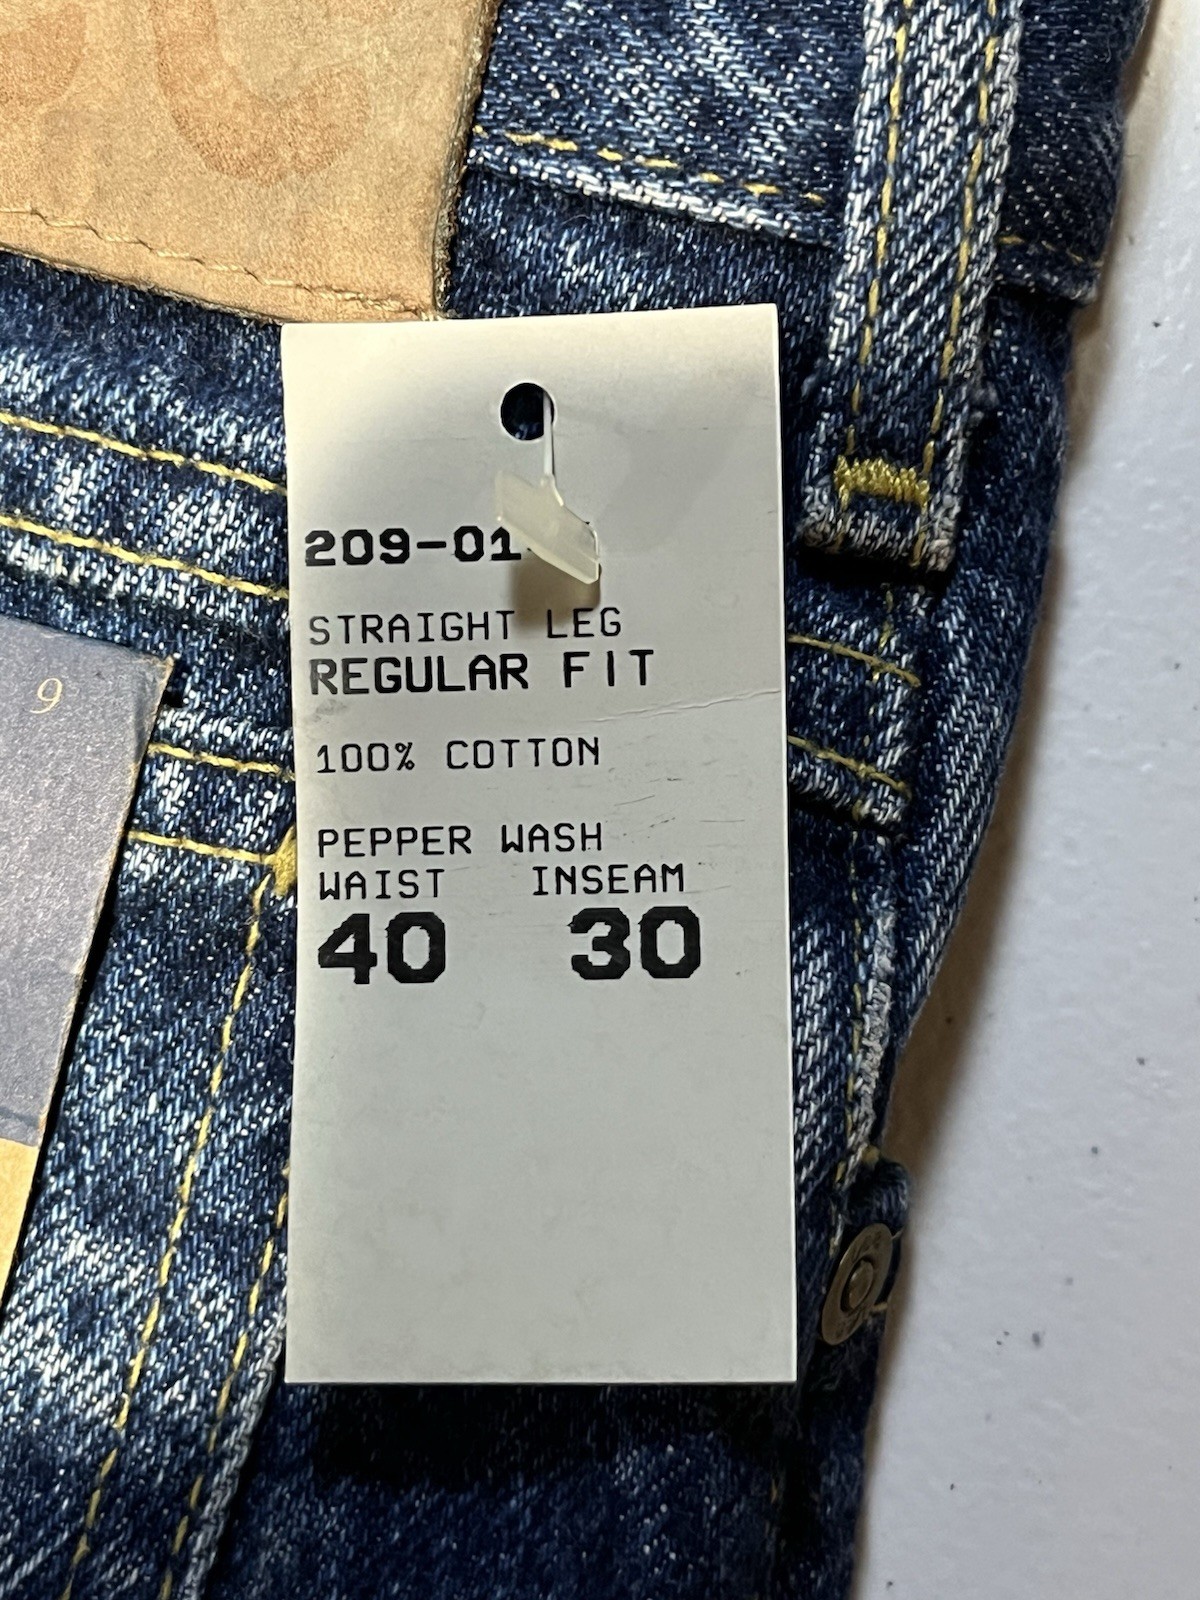 209-01
STRAIGHT LEG
REGULAR FIT
100% COTTON
PEPPER WASH
WAIST INSEAM
40 30
9